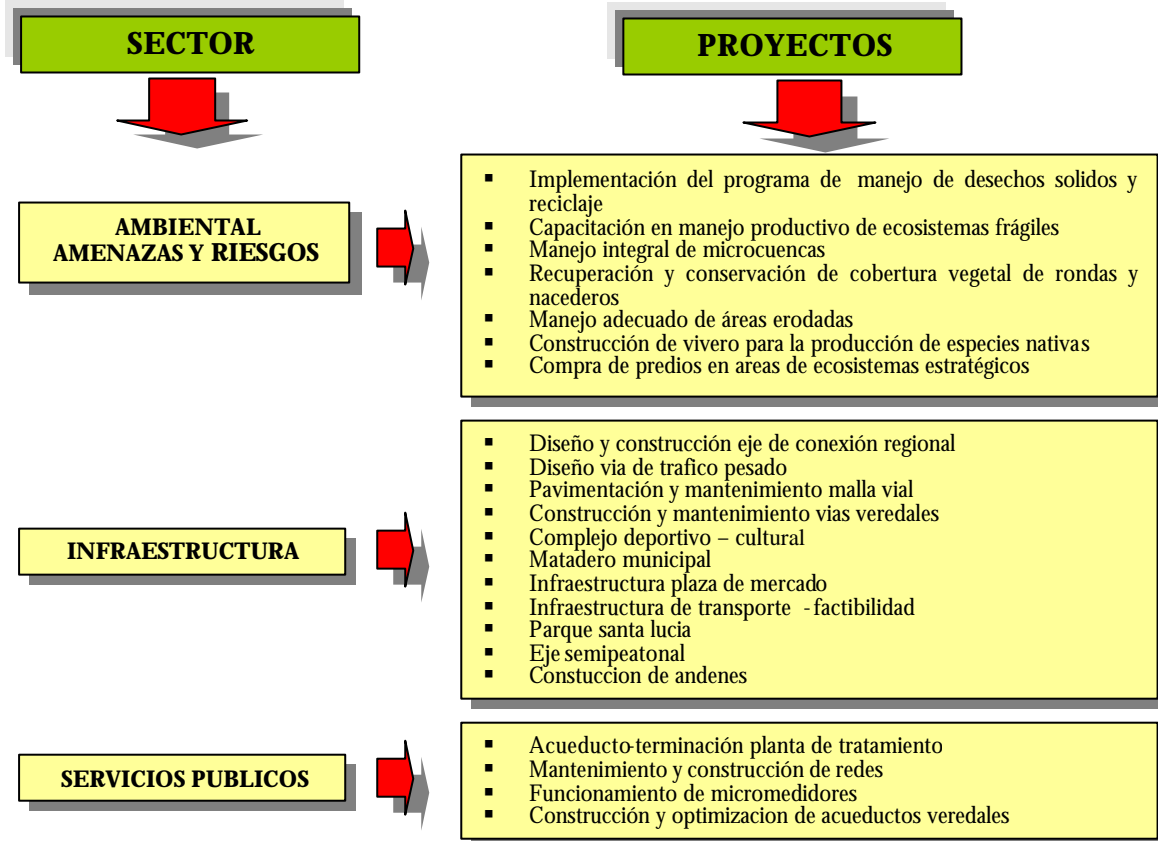 SECTOR
PROYECTOS
AMBIENTAL
AMENAZAS Y RIESGOS
▪ Implementación del programa de manejo de desechos solidos y
reciclaje
▪ Capacitación en manejo productivo de ecosistemas frágiles
▪ Manejo integral de microcuencas
▪ Recuperación y conservación de cobertura vegetal de rondas y
nacederos
▪ Manejo adecuado de áreas erodadas
▪ Construcción de vivero para la producción de especies nativas
▪ Compra de predios en areas de ecosistemas estratégicos
INFRAESTRUCTURA
▪ Diseño y construcción eje de conexión regional
▪ Diseño via de trafico pesado
▪ Pavimentación y mantenimiento malla vial
▪ Construcción y mantenimiento vias veredales
▪ Complejo deportivo – cultural
▪ Matadero municipal
▪ Infraestructura plaza de mercado
▪ Infraestructura de transporte -factibilidad
▪ Parque santa lucia
▪ Eje semipeatonal
▪ Constuccion de andenes
SERVICIOS PUBLICOS
▪ Acueducto-terminación planta de tratamiento
▪ Mantenimiento y construcción de redes
▪ Funcionamiento de micromedidores
▪ Construcción y optimizacion de acueductos veredales